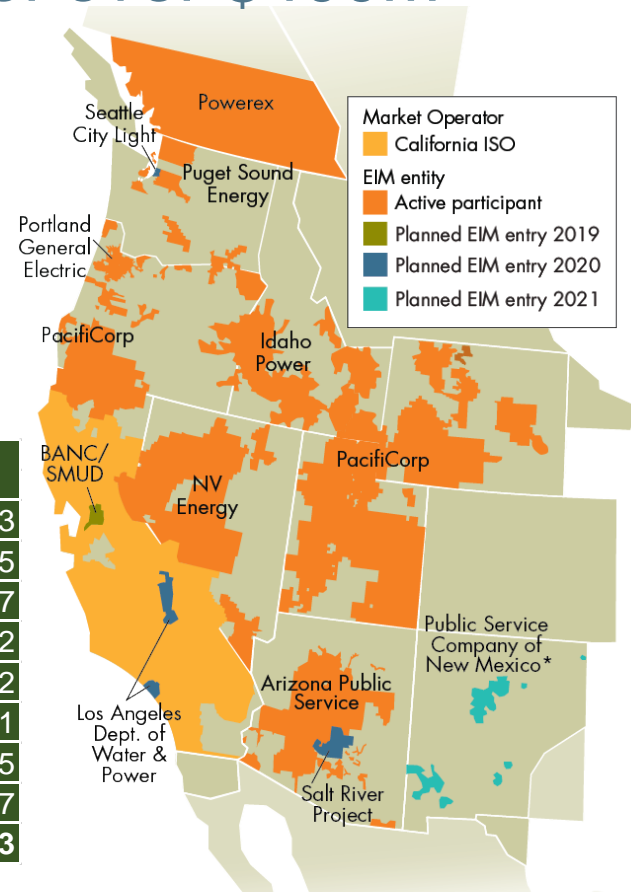 Powerex
Seattle
City Light
Puget Sound
Energy
Portland
General
Electric
PacifiCorp
Idaho
Power
BANC/
SMUD
NV
Energy
PacifiCorp
Public Service
Company of
New Mexico*
Arizona Public
Service
Los Angeles
Dept. of
Water &
Power
Salt River
Project
Market Operator
California ISO
EIM entity
Active participant
Planned EIM entry 2019
Planned EIM entry 2020
Planned EIM entry 2021
3
5
7
2
2
1
5
7
3